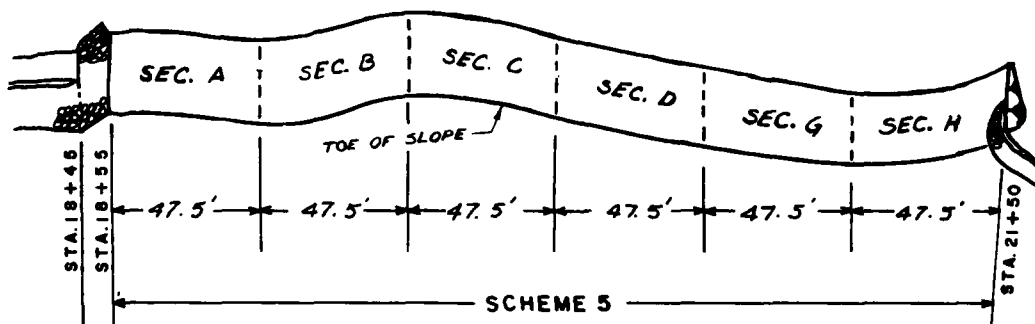 SEC. A
SEC. B
SEC. C
SEC. D
SEC. G
SEC. H
TOE OF SLOPE
47.5'
47.5'
47.5'
47.5'
47.5'
47.5'
STA. 18+45
STA. 18+55
STA. 21+50
SCHEME 5